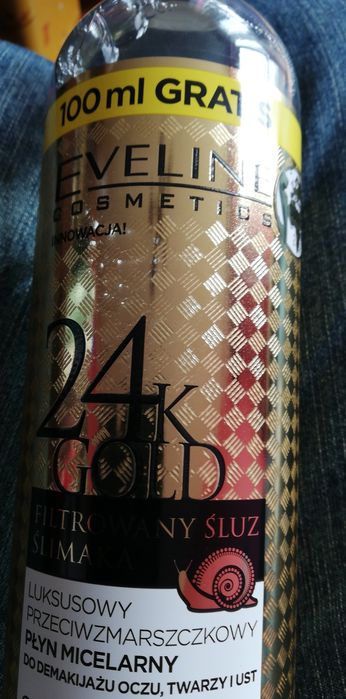 100 ml GRATIS
EVELINE
COSMETICS
INNOWACJA!
24K
GOLD
FILTROWANY ŚLUZ
ŚLIMAKA
LUKSUSOWY
PRZECIWZMARSZCZKOWY
PŁYN MICELARNY
DO DEMAKIJAŻU OCZU, TWARZY I UST